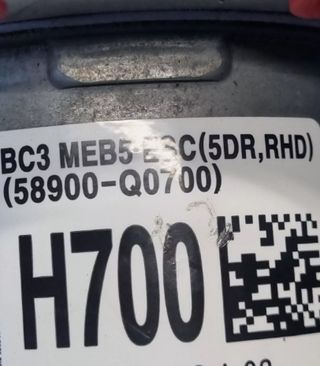 BC3 MEB5 ESC(5DR,RHD)
(58900-Q0700)
H700